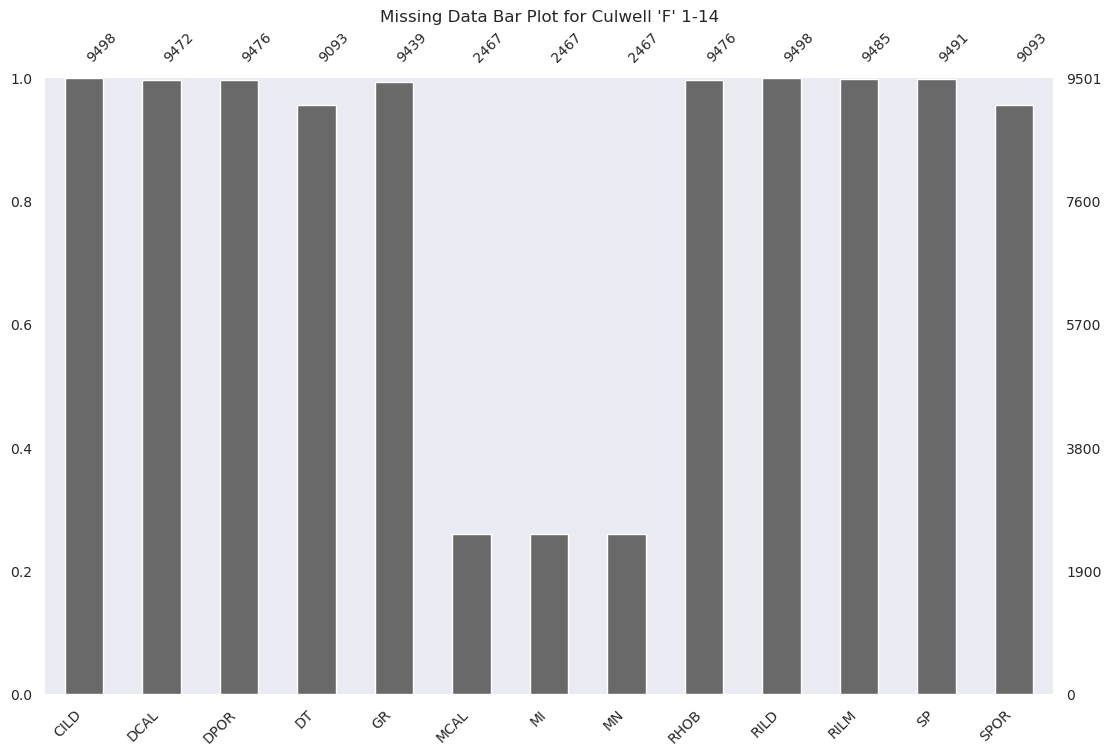 Missing Data Bar Plot for Culwell 'F' 1-14
9498 9472 9476 9093 9439 2467 2467 2467 9476 9498 9485 9491 9093
1.0 9501
0.8 7600
0.6 5700
0.4 3800
0.2 1900
0.0 0
CILD DCAL DPOR DT GR MCAL MI MN RHOB RILD RILM SP SPOR